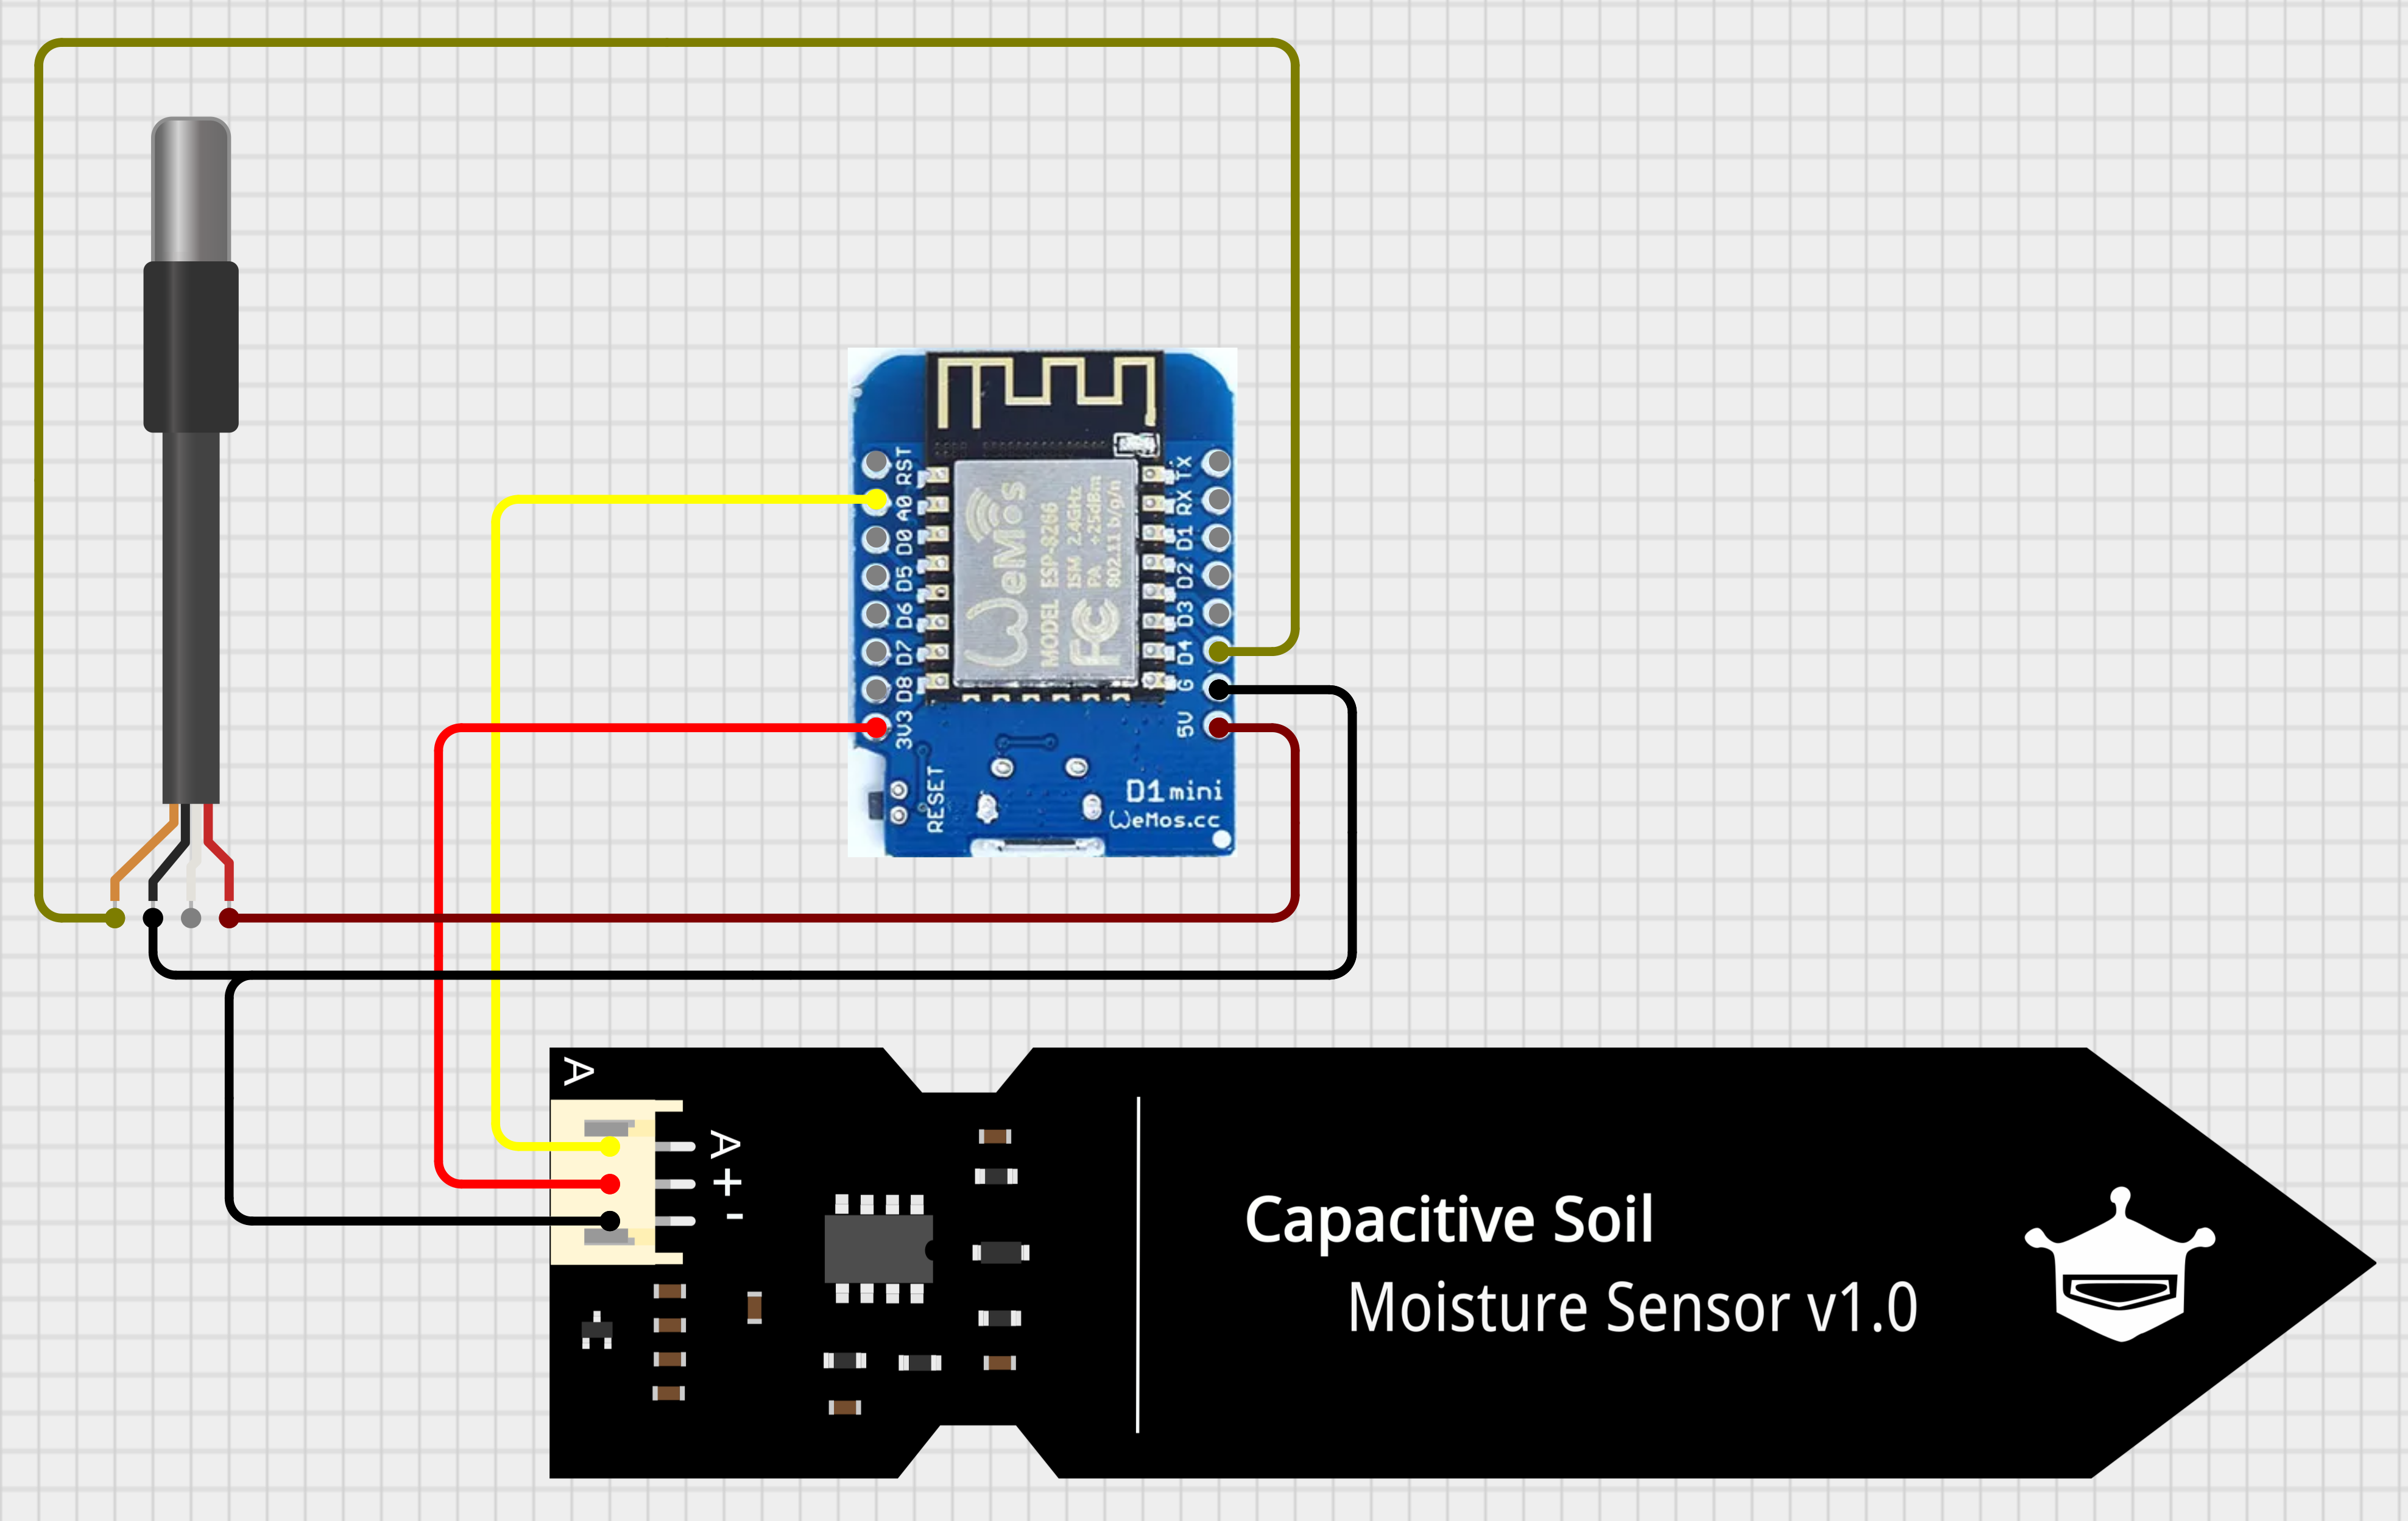 RST
A0
D0
D5
D6
D7
D8
3V3
TX
RX
D1
D2
D3
D4
G
5V
WeMos
MODEL ESP-8266
ISM 2.4GHz
PA +25dBm
802.11 b/g/n
FC
RESET
D1 mini
WeMos.cc
A
A
+
-
Capacitive Soil
Moisture Sensor v1.0